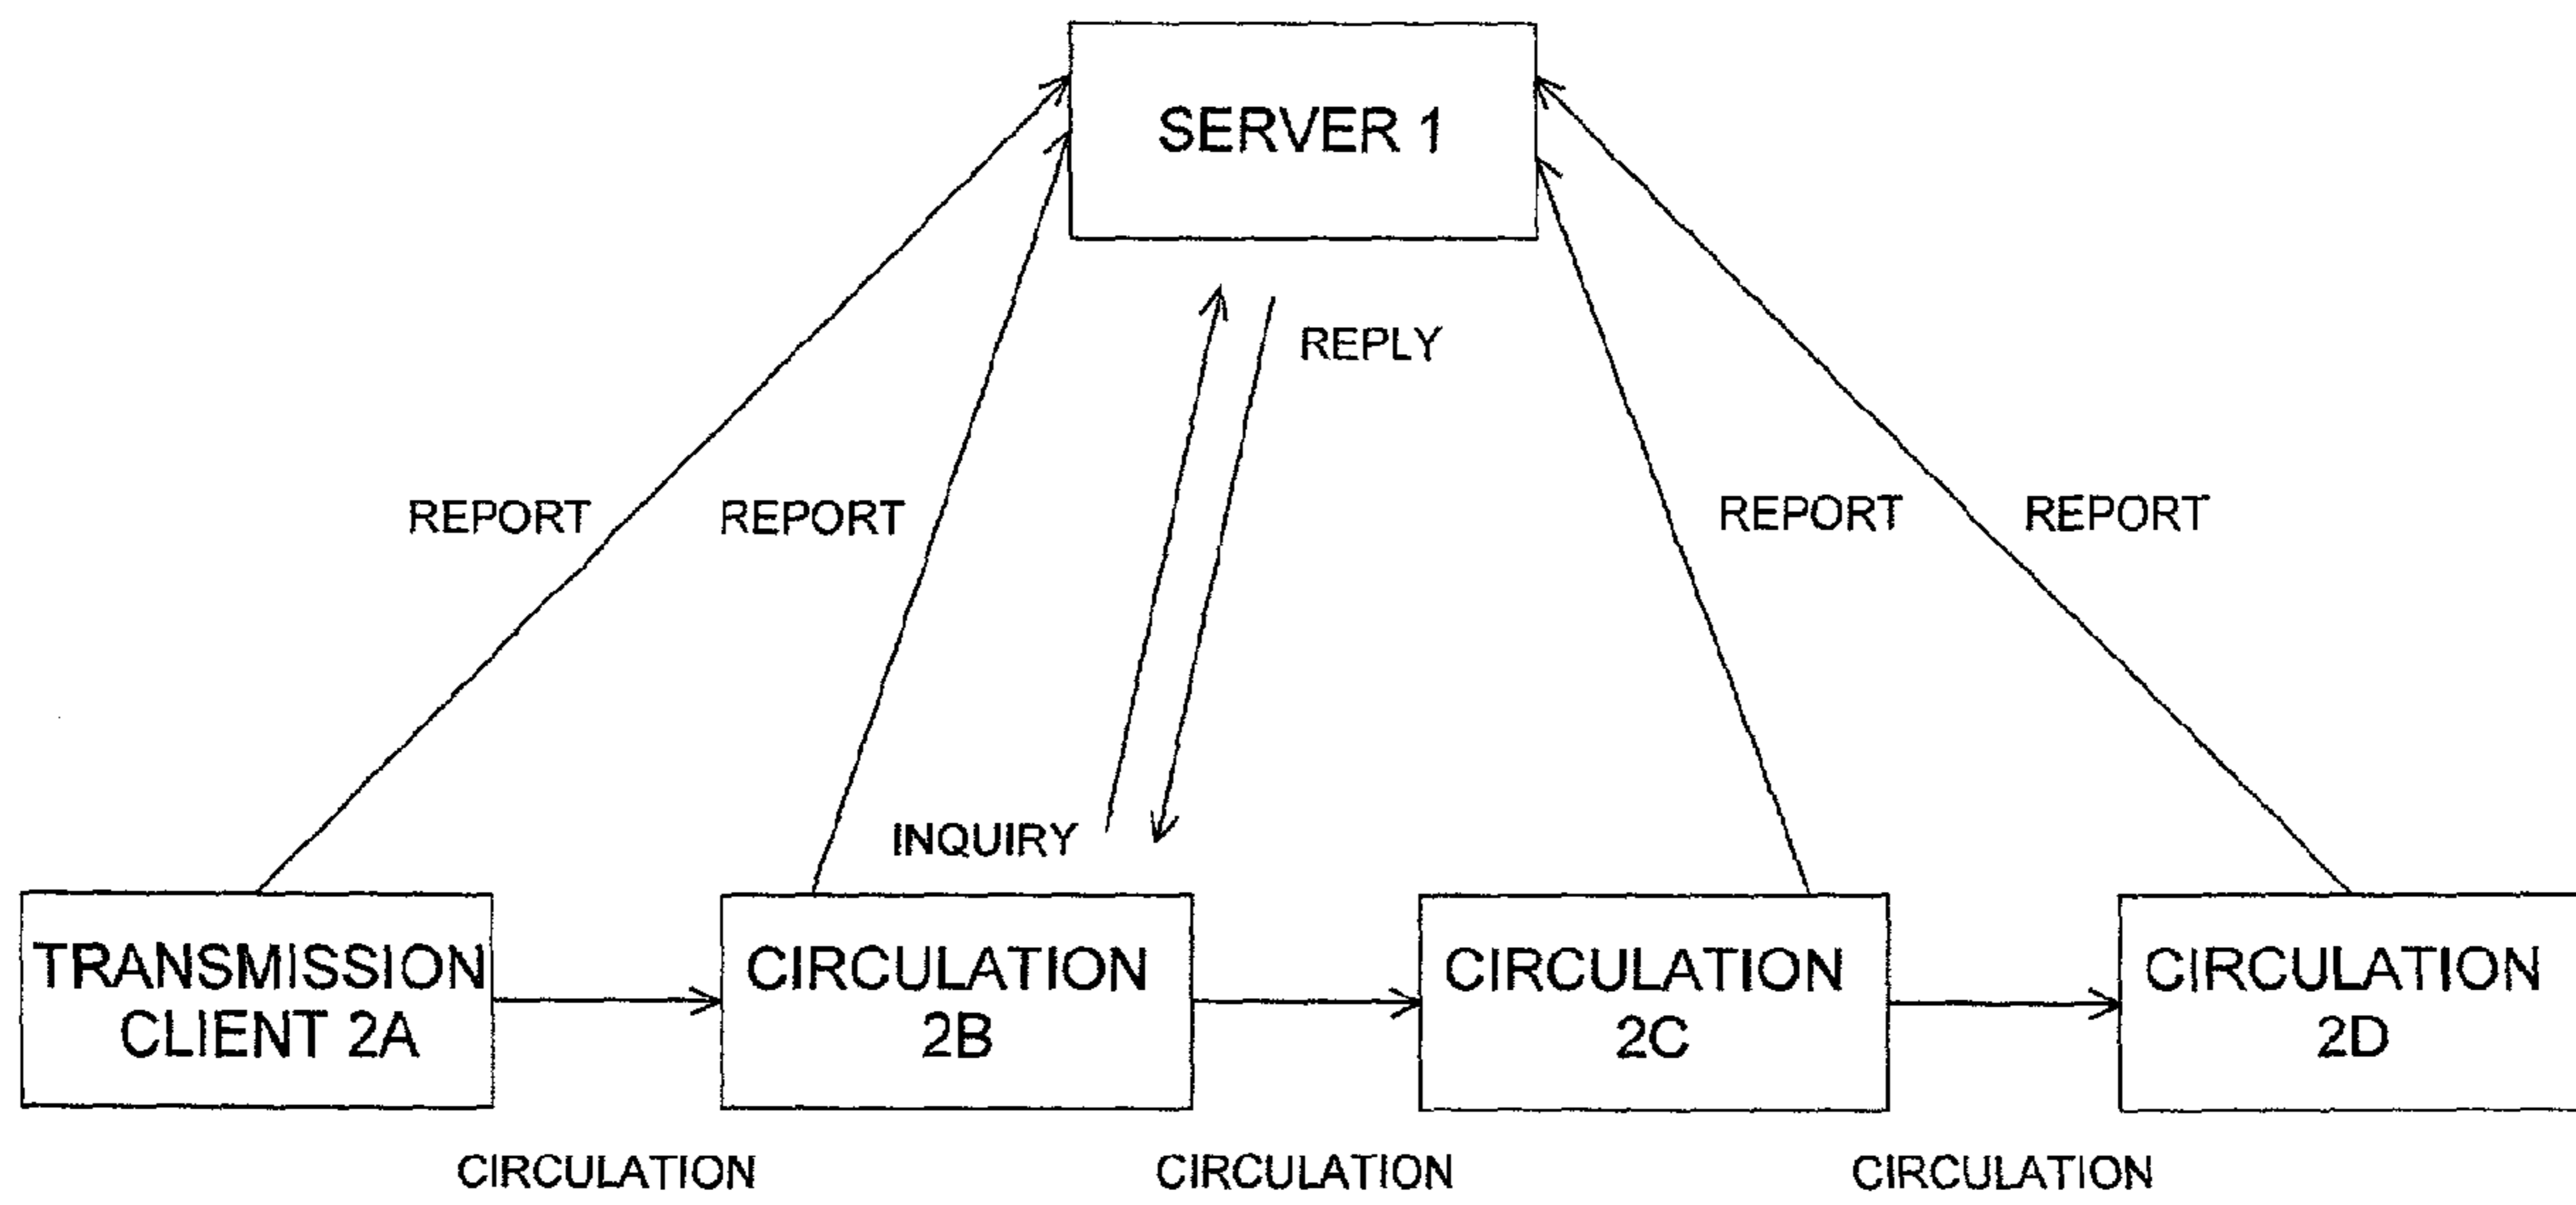 SERVER 1
REPLY
REPORT
REPORT
REPORT
REPORT
INQUIRY
TRANSMISSION
CLIENT 2A
CIRCULATION
2B
CIRCULATION
2C
CIRCULATION
2D
CIRCULATION
CIRCULATION
CIRCULATION